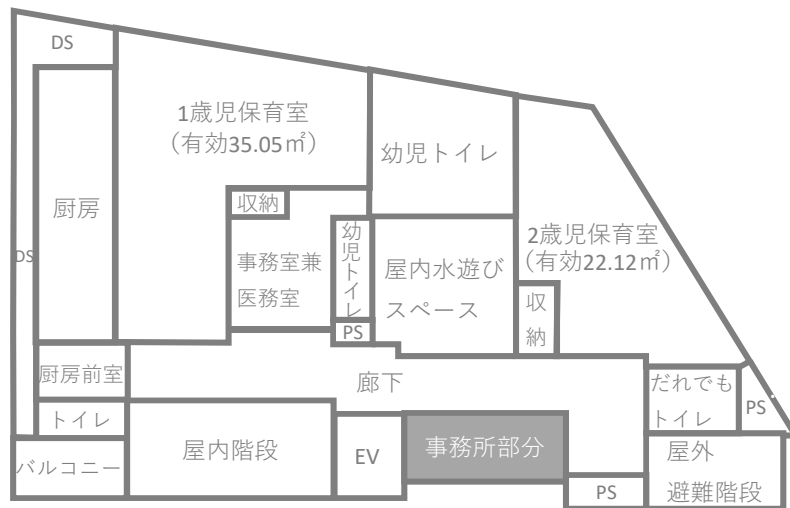 DS
1歳児保育室
（有効35.05㎡）
幼児トイレ
厨房
収納
幼児トイレ
事務室兼
医務室
屋内水遊び
スペース
2歳児保育室
（有効22.12㎡）
DS
収納
PS
厨房前室
廊下
だれでも
トイレ
PS
トイレ
屋内階段
EV
事務所部分
バルコニー
屋外
避難階段
PS